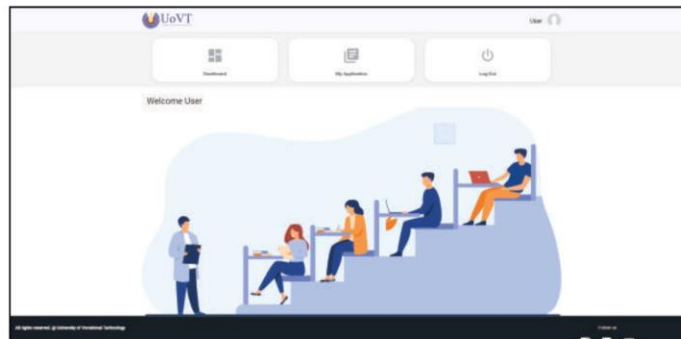 UoVT
User
Dashboard
My Application
Log Out
Welcome User
All rights reserved. @ University of Vocational Technology
Follow us